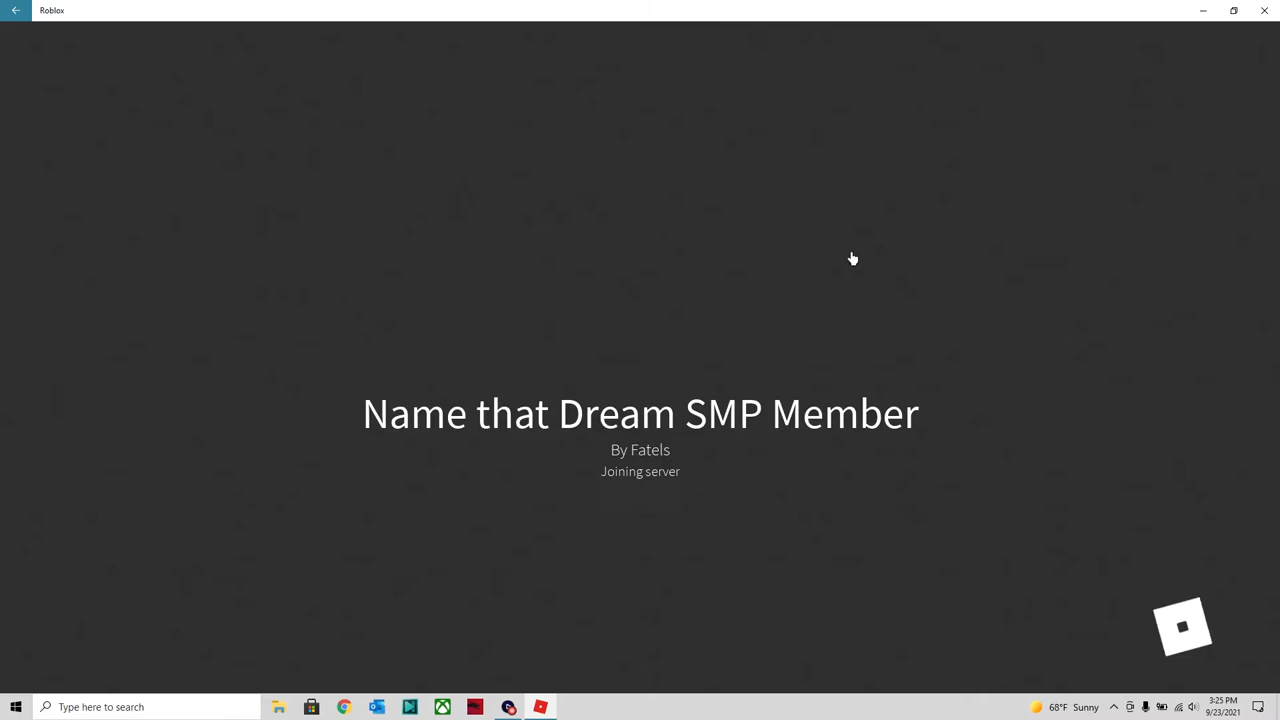 Roblox
Name that Dream SMP Member
By Fatels
Joining server
Type here to search
68°F Sunny
3:25 PM
9/23/2021